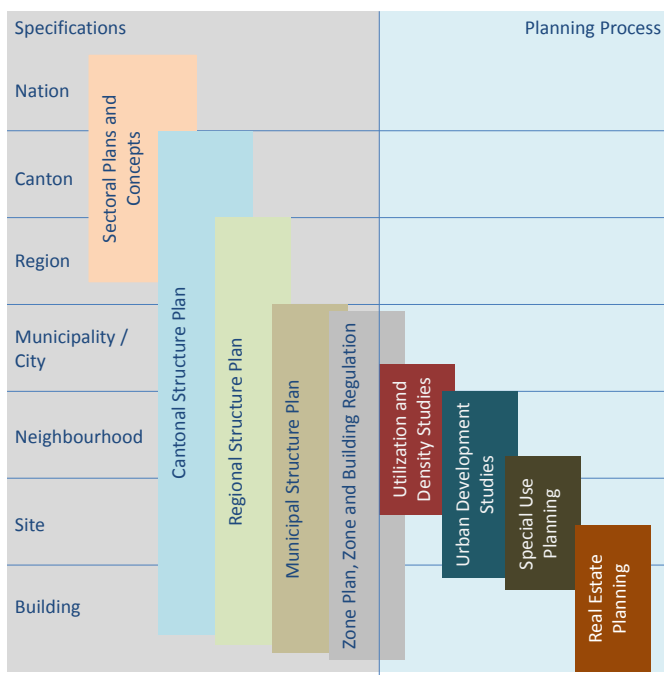 Specifications
Planning Process
Nation
Canton
Region
Municipality /
City
Neighbourhood
Site
Building
Sectoral Plans and
Concepts
Cantonal Structure Plan
Regional Structure Plan
Municipal Structure Plan
Zone Plan, Zone and Building Regulation
Utilization and
Density Studies
Urban Development
Studies
Special Use
Planning
Real Estate
Planning